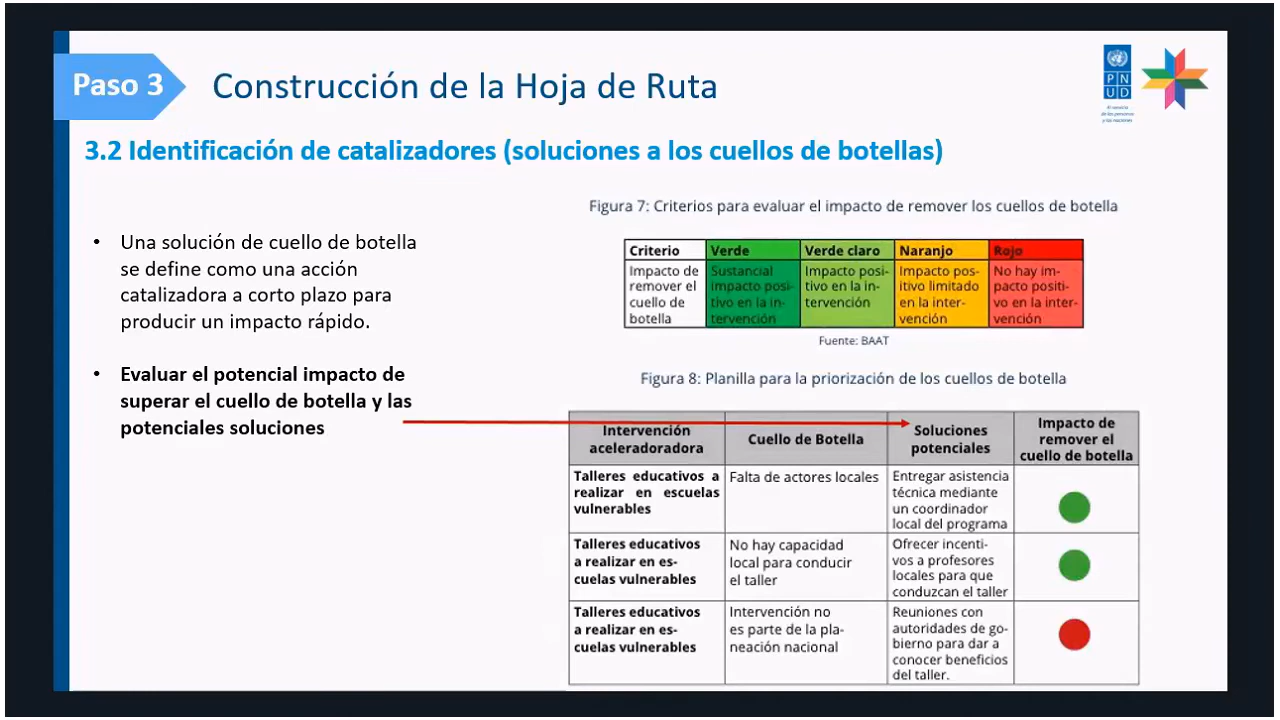 Paso 3
Construcción de la Hoja de Ruta
P N
U D
Al servicio
de las personas
y las naciones
3.2 Identificación de catalizadores (soluciones a los cuellos de botellas)
• Una solución de cuello de botella
se define como una acción
catalizadora a corto plazo para
producir un impacto rápido.
• Evaluar el potencial impacto de
superar el cuello de botella y las
potenciales soluciones
Figura 7: Criterios para evaluar el impacto de remover los cuellos de botella
Criterio
Verde
Verde claro
Naranjo
Rojo
Impacto de
remover el
cuello de
botella
Sustancial
impacto posi-
tivo en la in-
tervención
Impacto posi-
tivo en la in-
tervención
Impacto pos-
itivo limitado
en la inter-
vención
No hay im-
pacto positi-
vo en la inter-
vención
Fuente: BAAT
Figura 8: Planilla para la priorización de los cuellos de botella
Intervención
aceleradoradora
Cuello de Botella
Soluciones
potenciales
Impacto de
remover el
cuello de botella
Talleres educativos a
realizar en escuelas
vulnerables
Falta de actores locales
Entregar asistencia
técnica mediante
un coordinador
local del programa
Talleres educativos
a realizar en es-
cuelas vulnerables
No hay capacidad
local para conducir
el taller
Ofrecer incenti-
vos a profesores
locales para que
conduzcan el taller
Talleres educativos
a realizar en es-
cuelas vulnerables
Intervención no
es parte de la pla-
neación nacional
Reuniones con
autoridades de go-
bierno para dar a
conocer beneficios
del taller.